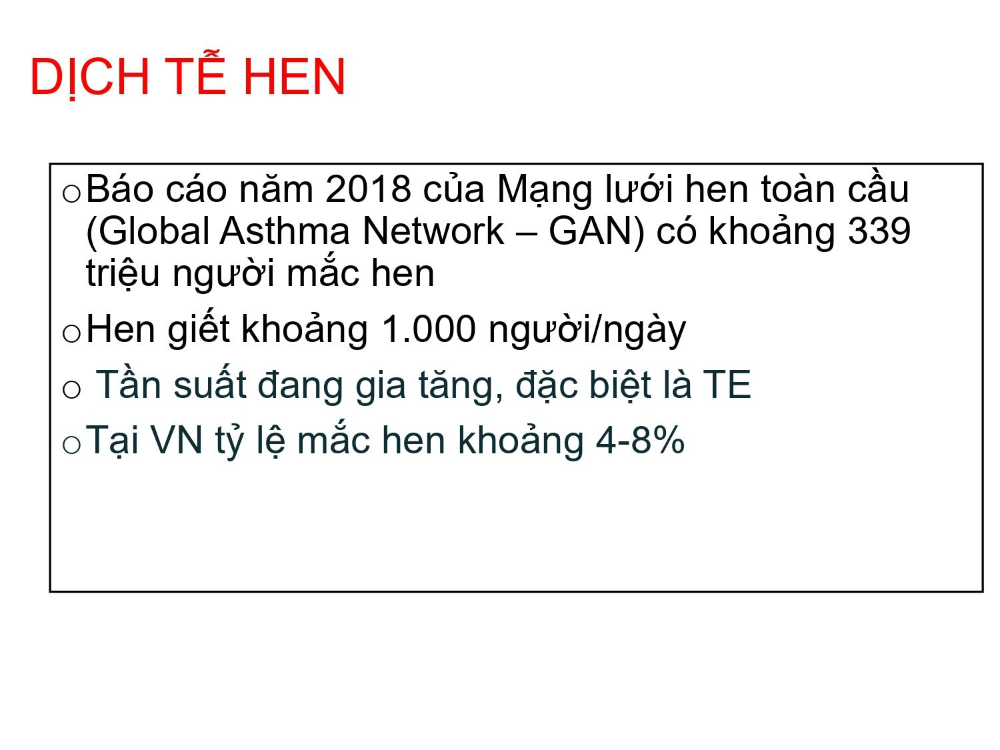 DỊCH TỄ HEN
○Báo cáo năm 2018 của Mạng lưới hen toàn cầu
(Global Asthma Network – GAN) có khoảng 339
triệu người mắc hen
○Hen giết khoảng 1.000 người/ngày
○ Tần suất đang gia tăng, đặc biệt là TE
○Tại VN tỷ lệ mắc hen khoảng 4-8%